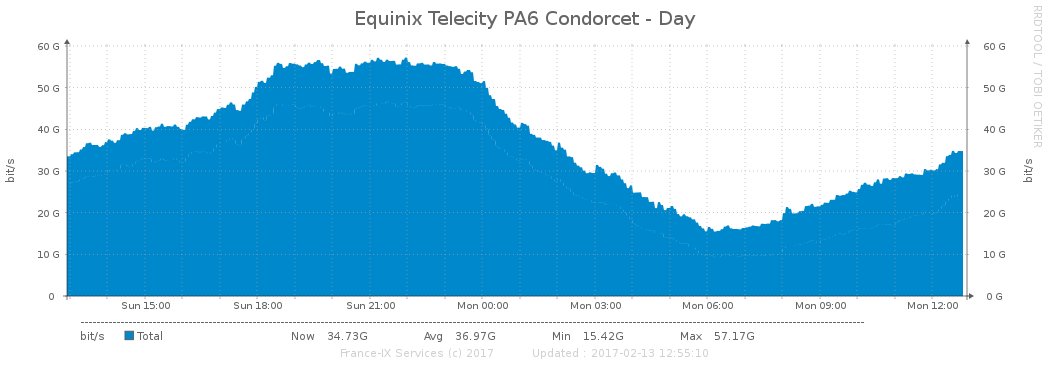 Equinix Telecity PA6 Condorcet - Day
RRDTOOL / TOBI OETIKER
60 G 60 G
50 G 50 G
40 G 40 G
30 G 30 G
20 G 20 G
10 G 10 G
0 0 G
bit/s bit/s
Sun 15:00 Sun 18:00 Sun 21:00 Mon 00:00 Mon 03:00 Mon 06:00 Mon 09:00 Mon 12:00
bit/s Total Now 34.73G Avg 36.97G Min 15.42G Max 57.17G
France-IX Services (c) 2017 Updated : 2017-02-13 12:55:10